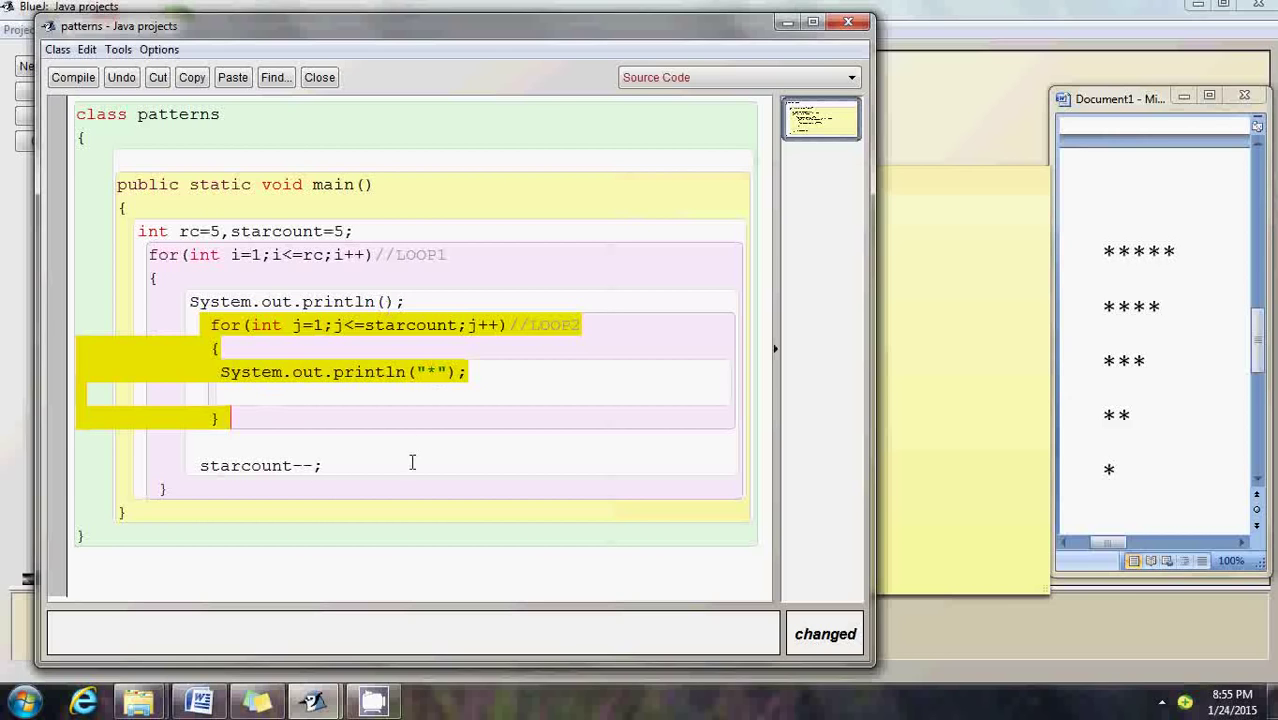 BlueJ: Java projects
Projec
patterns - Java projects
Class Edit Tools Options
Ne
Compile Undo Cut Copy Paste Find... Close
Source Code
class patterns
{
public static void main()
{
int rc=5,starcount=5;
for(int i=1;i<=rc;i++)//LOOP1
{
System.out.println();
for(int j=1;j<=starcount;j++)//LOOP2
{
System.out.println("*");
}
starcount--;
}
}
}
changed
Document1 - Mi...
*****
****
***
**
*
100%
8:55 PM
1/24/2015